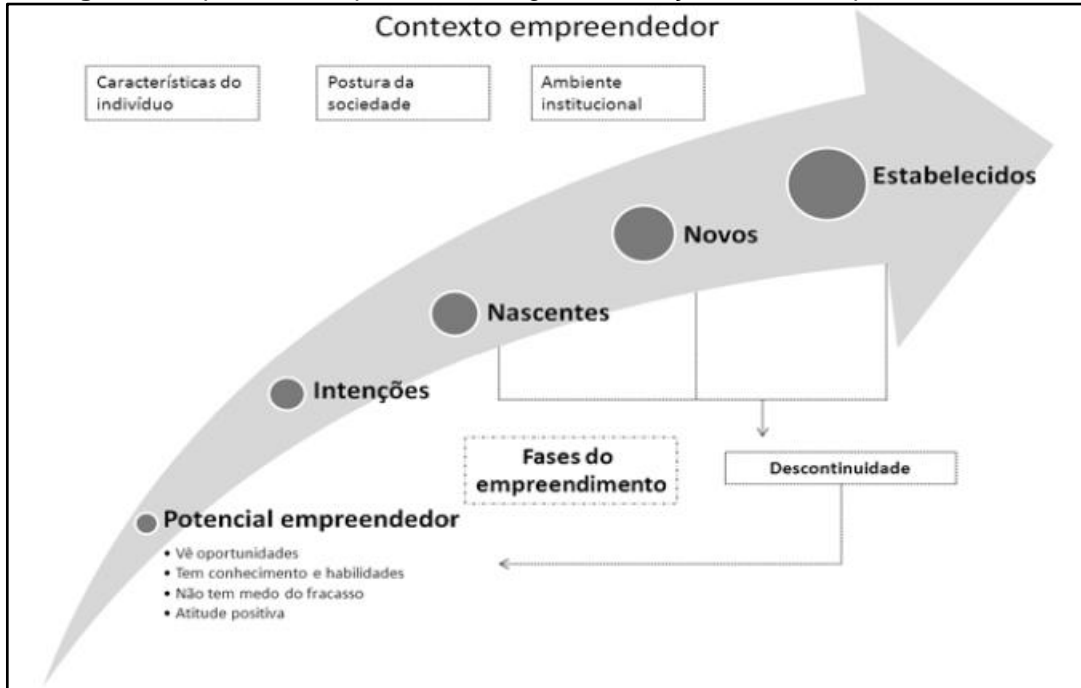 Contexto empreendedor
Características do
indivíduo
Postura da
sociedade
Ambiente
institucional
Estabelecidos
Novos
Nascentes
Intenções
Fases do
empreendimento
Descontinuidade
Potencial empreendedor
• Vê oportunidades
• Tem conhecimento e habilidades
• Não tem medo do fracasso
• Atitude positiva